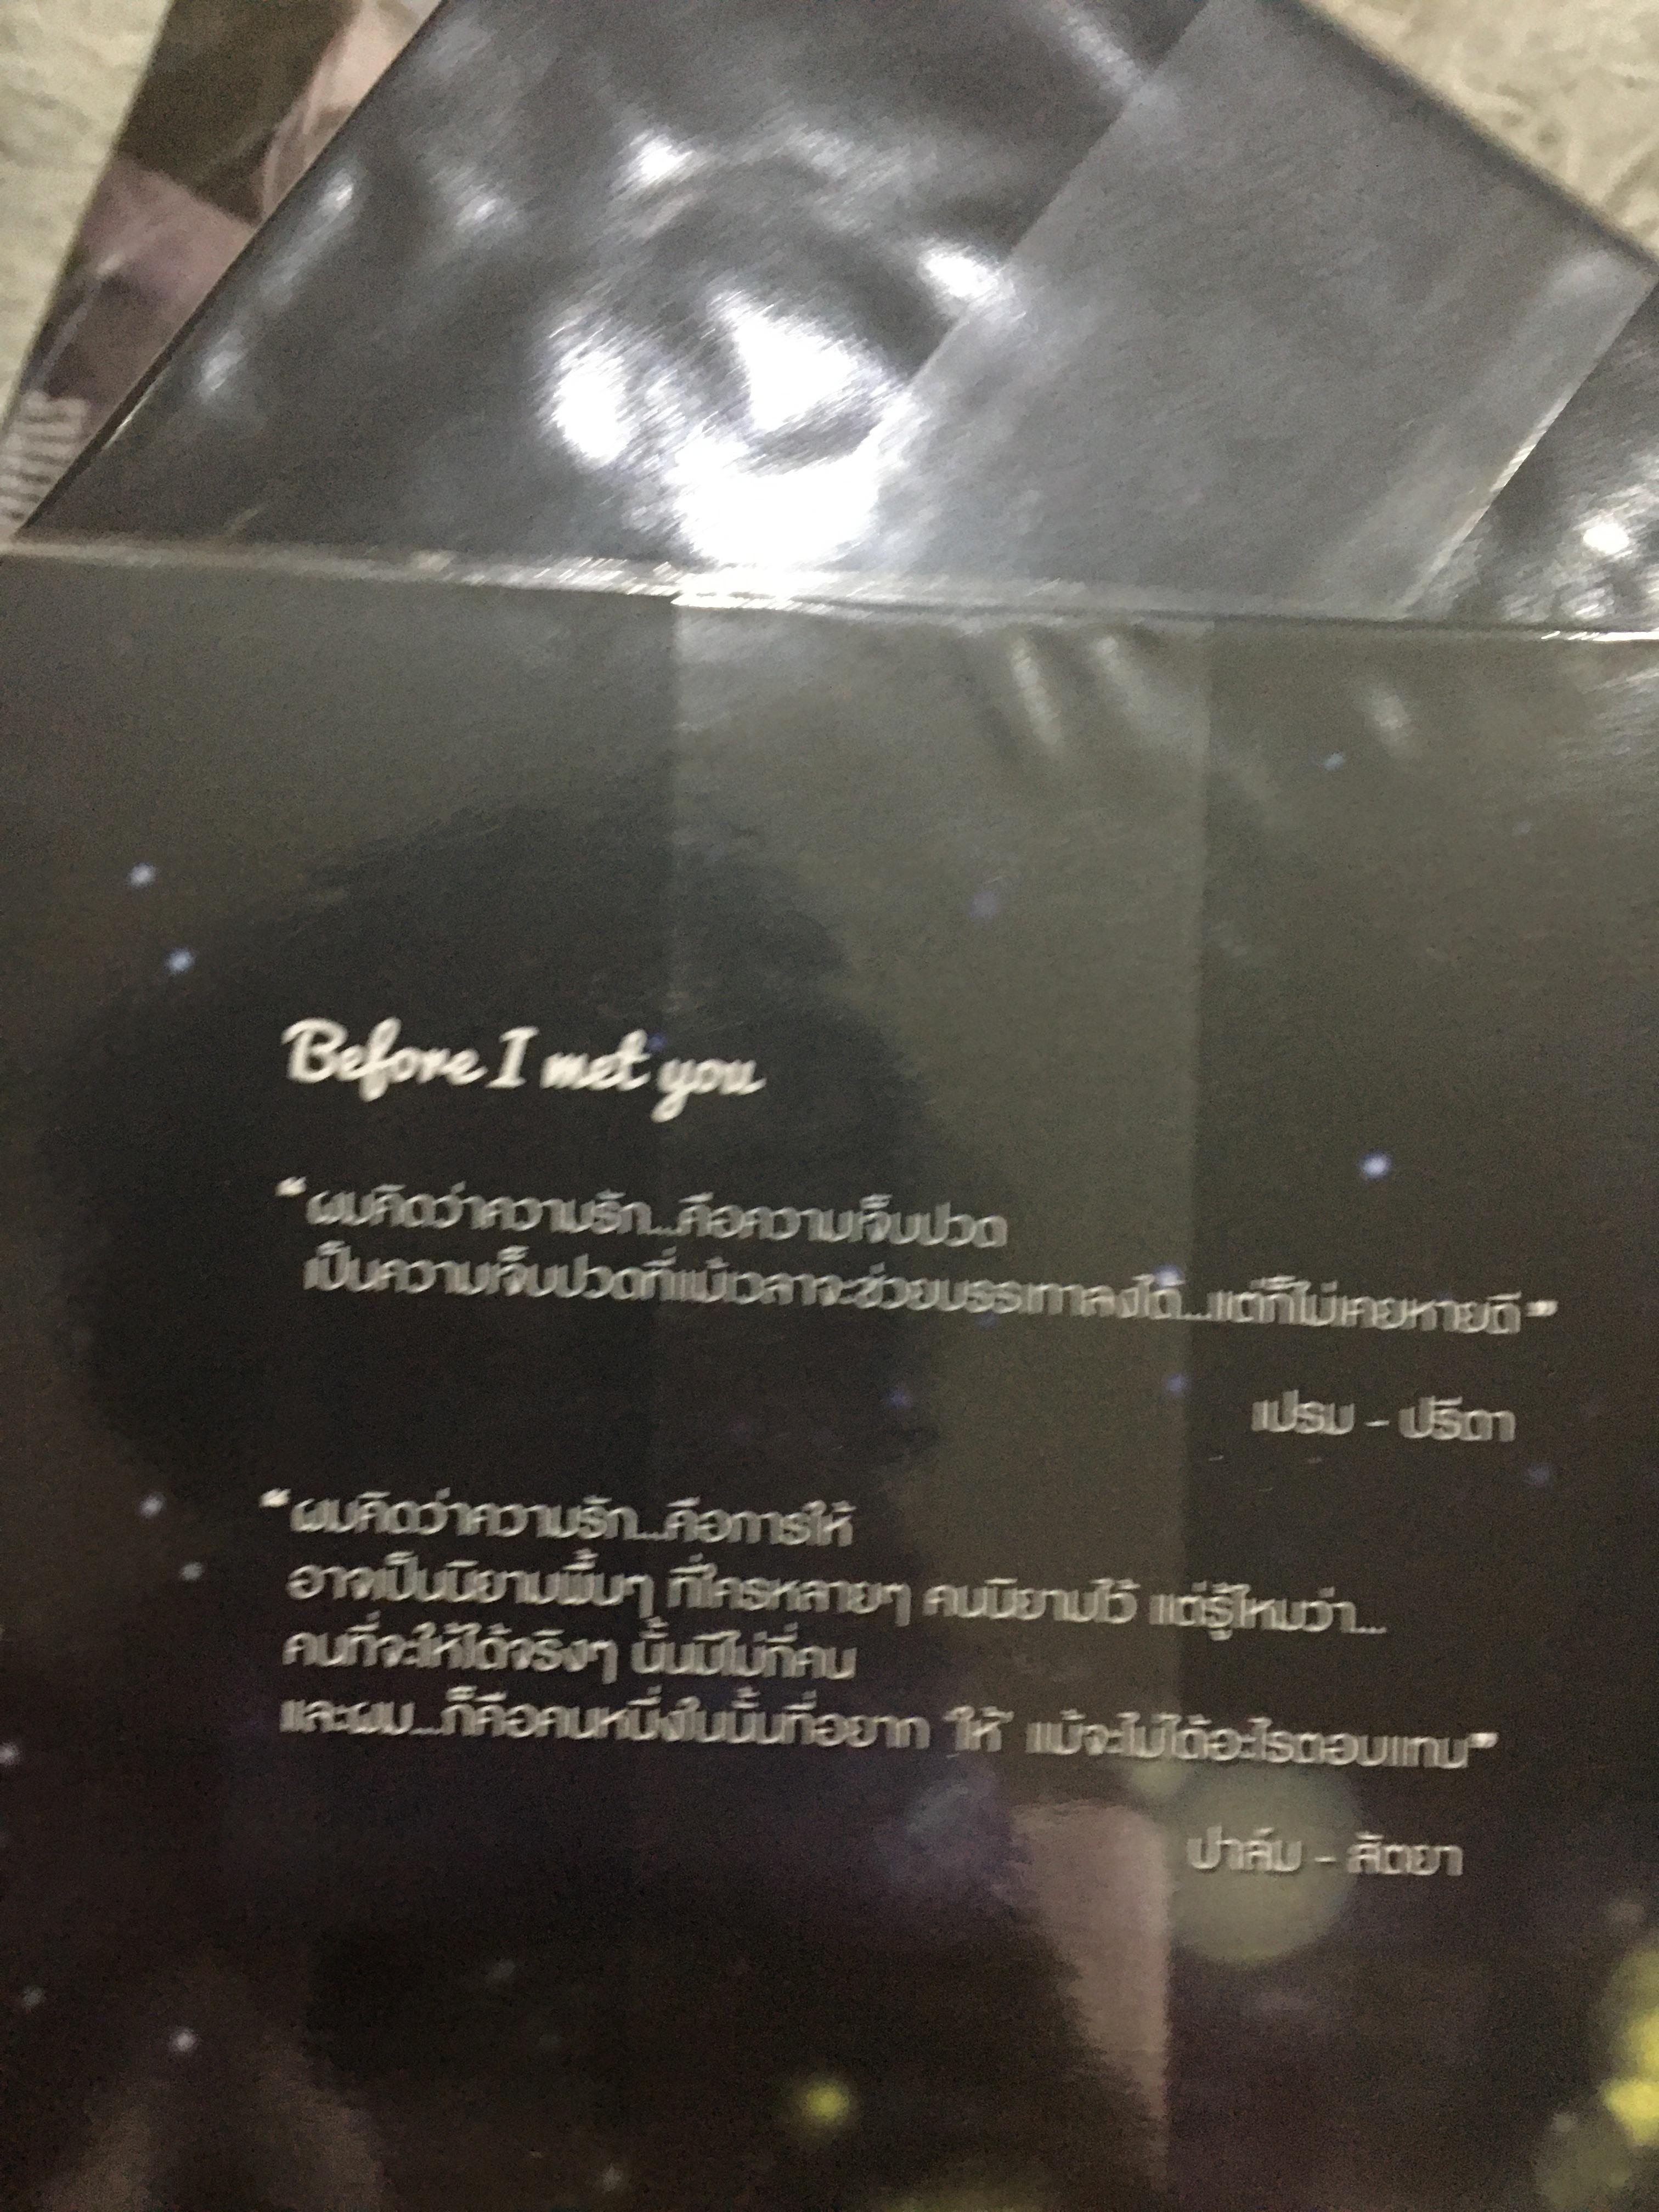 Before I met you
“ผมคิดว่าความรัก...คือความเจ็บปวด
เป็นความเจ็บปวดที่แม้เวลาจะช่วยบรรเทาลงได้...แต่ก็ไม่เคยหายดี”
เปรม - ปรีตา
“ผมคิดว่าความรัก...คือการให้
อาจเป็นนิยามพื้นๆ ที่ใครหลายๆ คนนิยามไว้ แต่รู้ไหมว่า...
คนที่จะให้ได้จริงๆ นั้นมีไม่กี่คน
และผม...ก็คือคนหนึ่งในนั้นที่อยาก ‘ให้’ แม้จะไม่ได้อะไรตอบแทน”
ปาล์ม - สัตยา